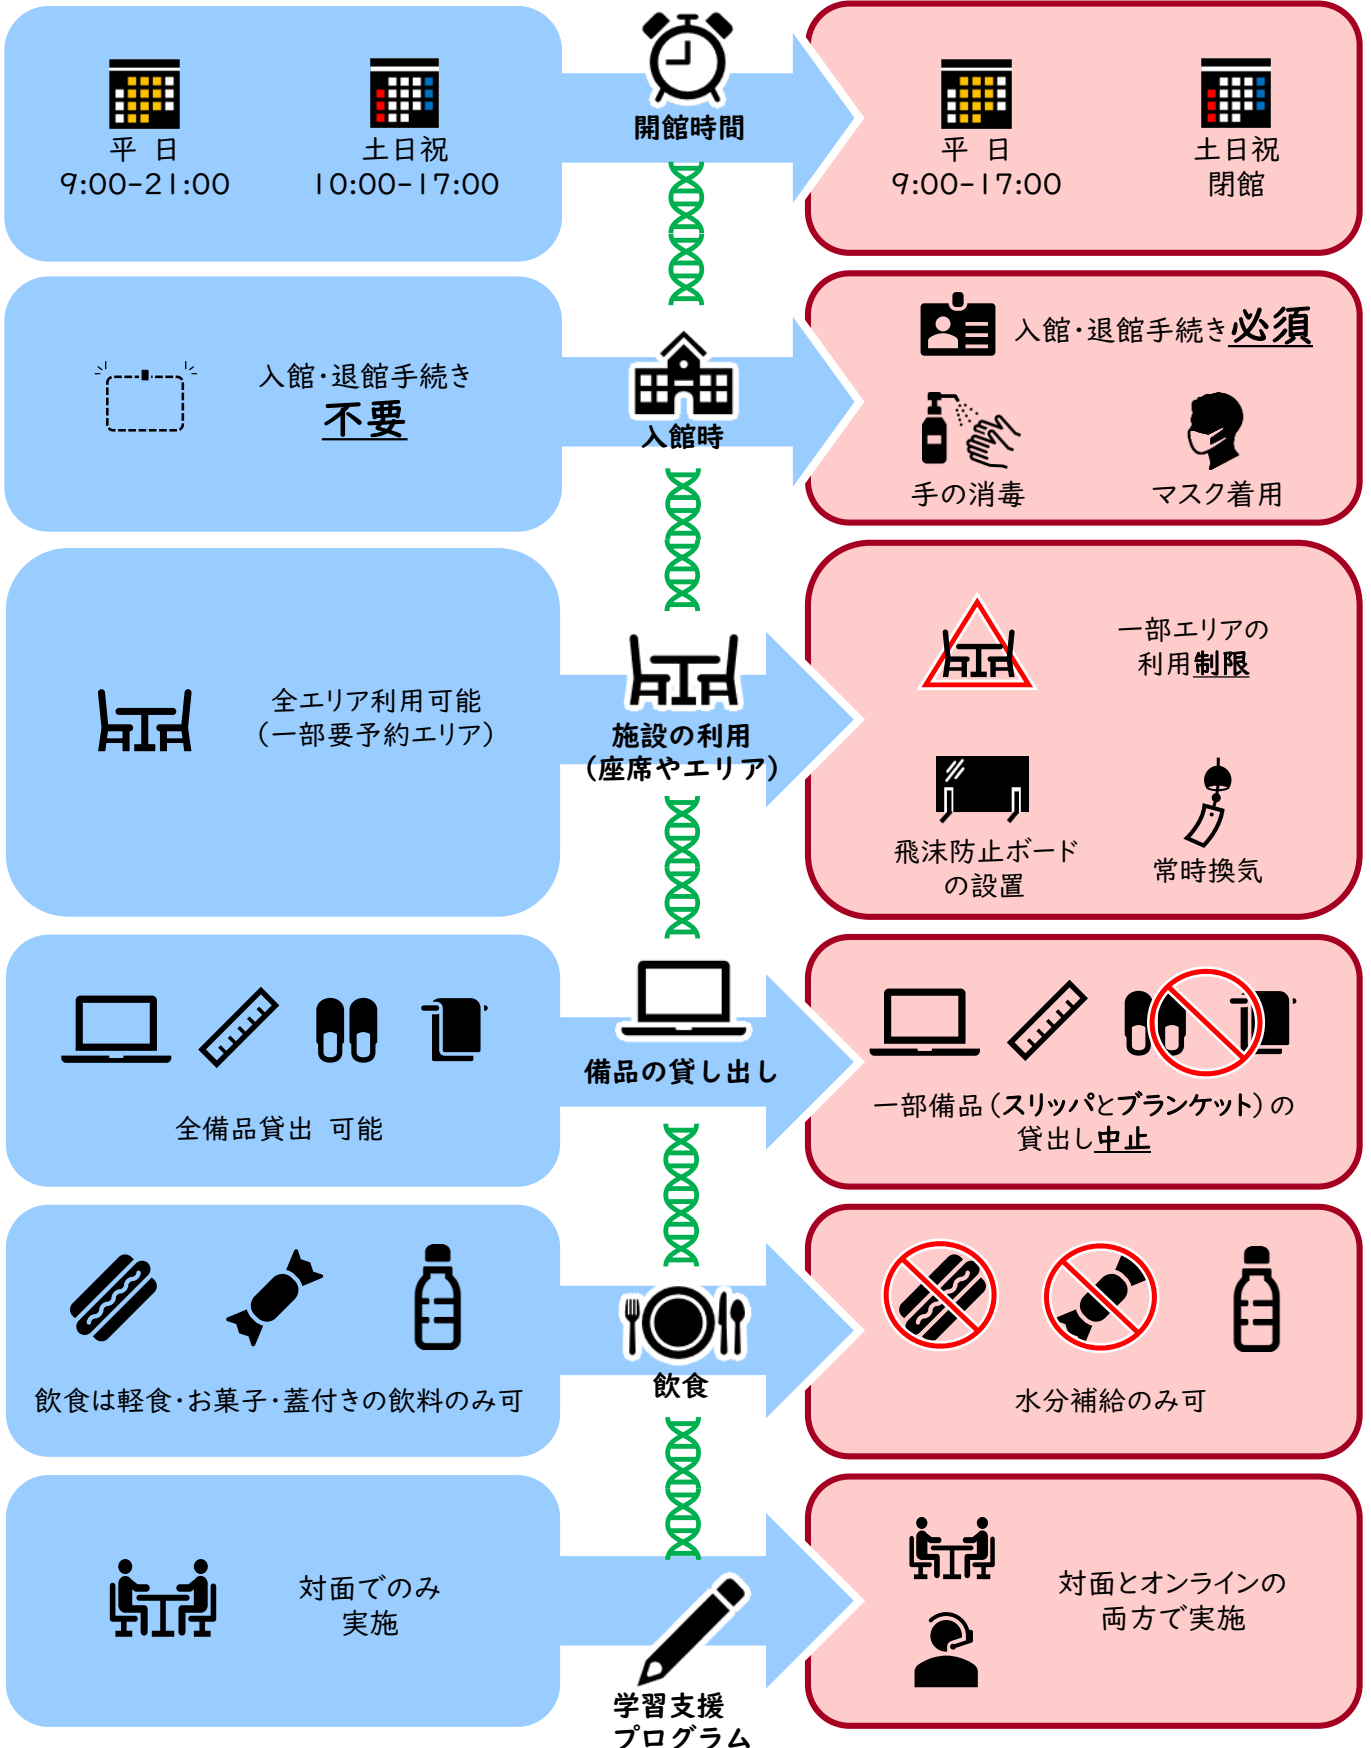 平 日
9:00-21:00
土日祝
10:00-17:00
開館時間
平 日
9:00-17:00
土日祝
閉館
入館・退館手続き
不要
入館時
入館・退館手続き必須
手の消毒
マスク着用
全エリア利用可能
（一部要予約エリア）
施設の利用
（座席やエリア）
一部エリアの
利用制限
飛沫防止ボード
の設置
常時換気
全備品貸出 可能
備品の貸し出し
一部備品（スリッパとブランケット）の
貸出し中止
飲食は軽食・お菓子・蓋付きの飲料のみ可
飲食
水分補給のみ可
対面でのみ
実施
学習支援
プログラム
対面とオンラインの
両方で実施